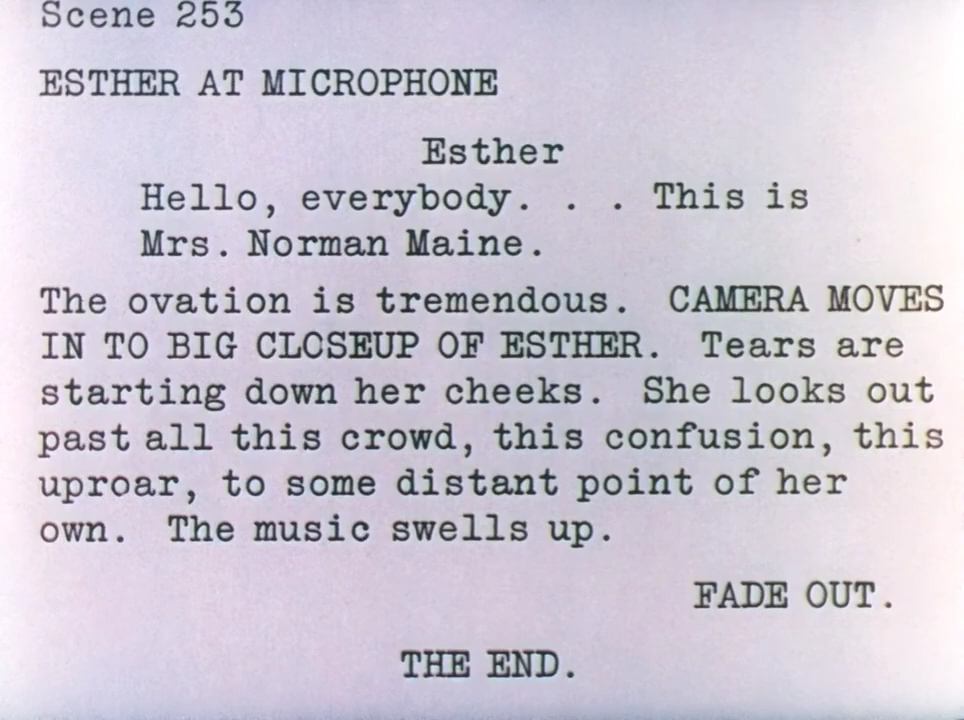 Scene 253
ESTHER AT MICROPHONE
Esther
Hello, everybody. . . This is
Mrs. Norman Maine.
The ovation is tremendous. CAMERA MOVES
IN TO BIG CLOSEUP OF ESTHER. Tears are
starting down her cheeks. She looks out
past all this crowd, this confusion, this
uproar, to some distant point of her
own. The music swells up.
FADE OUT.
THE END.